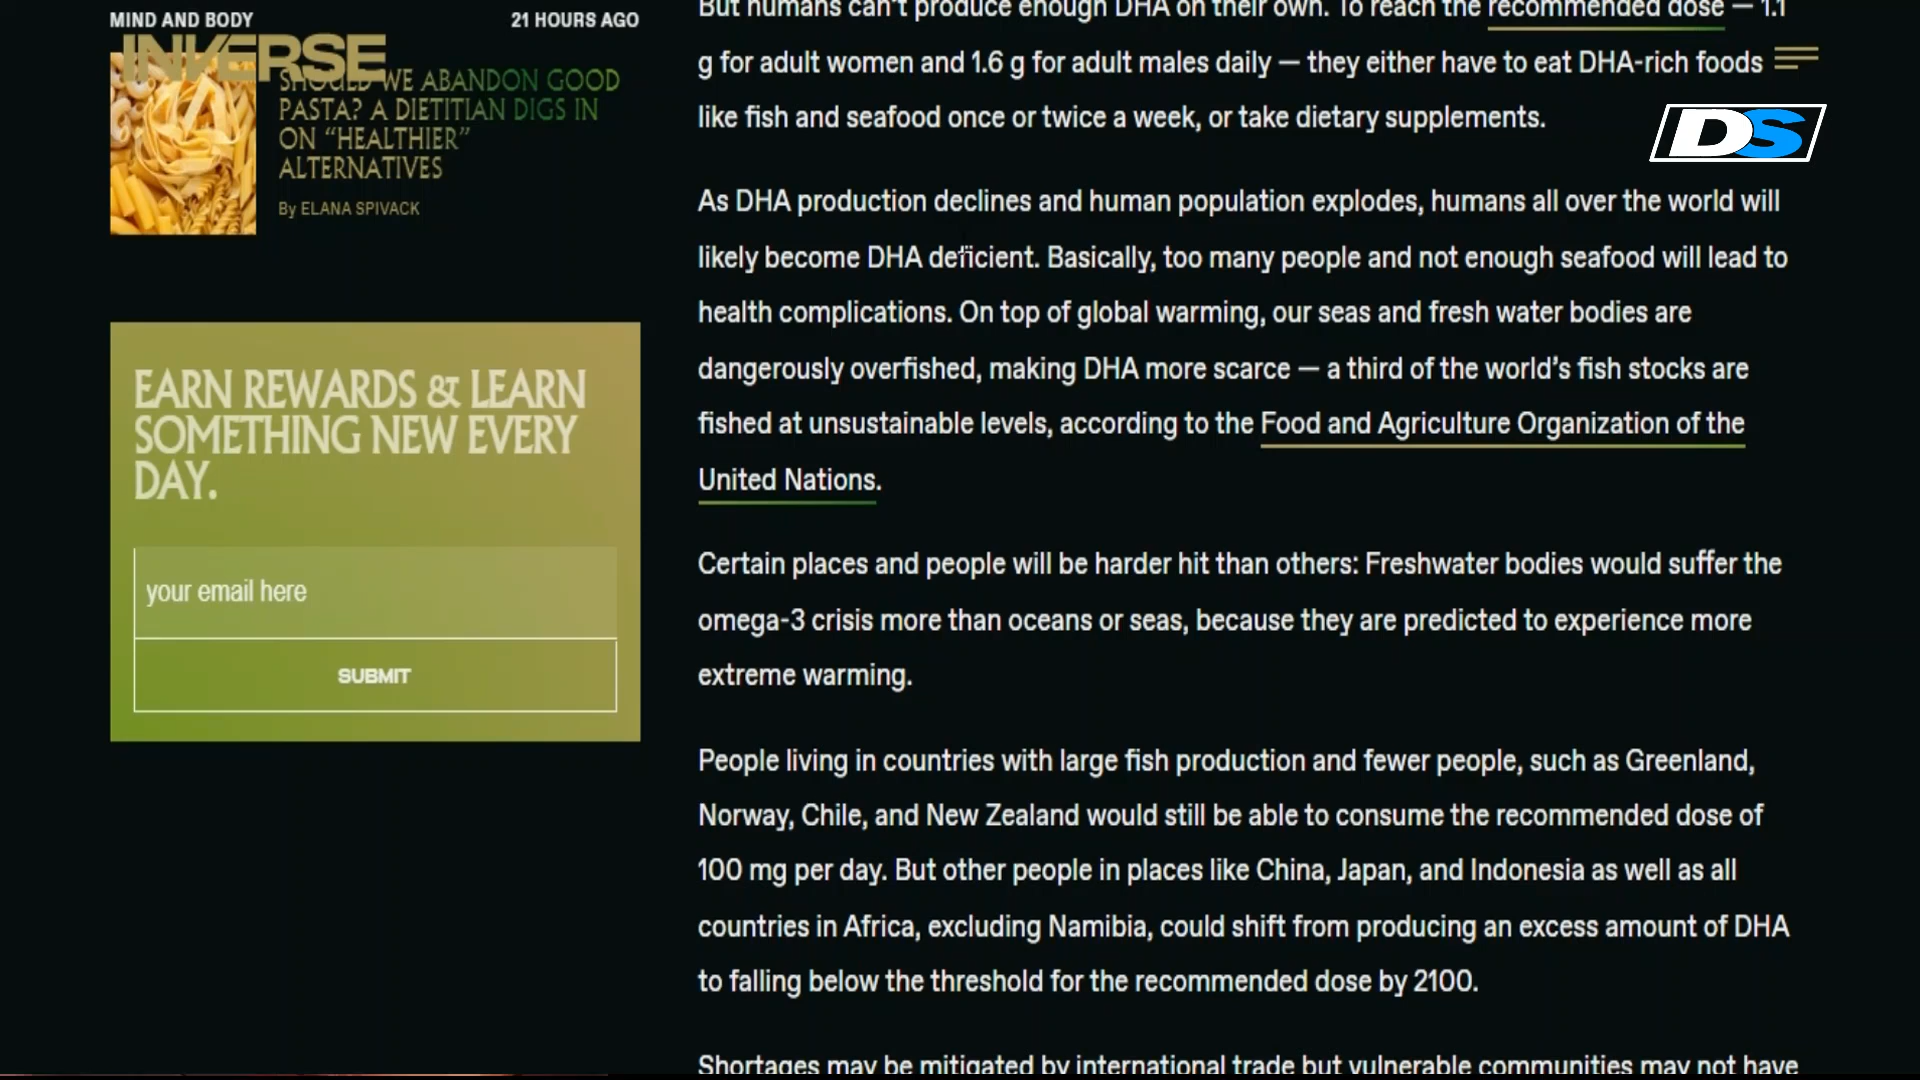 MIND AND BODY
21 HOURS AGO
INVERSE
SHOULD WE ABANDON GOOD
PASTA? A DIETITIAN DIGS IN
ON “HEALTHIER”
ALTERNATIVES
By ELANA SPIVACK
EARN REWARDS & LEARN
SOMETHING NEW EVERY
DAY.
your email here
SUBMIT
But humans can't produce enough DHA on their own. To reach the recommended dose — 1.1
g for adult women and 1.6 g for adult males daily — they either have to eat DHA-rich foods
like fish and seafood once or twice a week, or take dietary supplements.
DS
As DHA production declines and human population explodes, humans all over the world will
likely become DHA deficient. Basically, too many people and not enough seafood will lead to
health complications. On top of global warming, our seas and fresh water bodies are
dangerously overfished, making DHA more scarce — a third of the world’s fish stocks are
fished at unsustainable levels, according to the Food and Agriculture Organization of the
United Nations.
Certain places and people will be harder hit than others: Freshwater bodies would suffer the
omega-3 crisis more than oceans or seas, because they are predicted to experience more
extreme warming.
People living in countries with large fish production and fewer people, such as Greenland,
Norway, Chile, and New Zealand would still be able to consume the recommended dose of
100 mg per day. But other people in places like China, Japan, and Indonesia as well as all
countries in Africa, excluding Namibia, could shift from producing an excess amount of DHA
to falling below the threshold for the recommended dose by 2100.
Shortages may be mitigated by international trade but vulnerable communities may not have